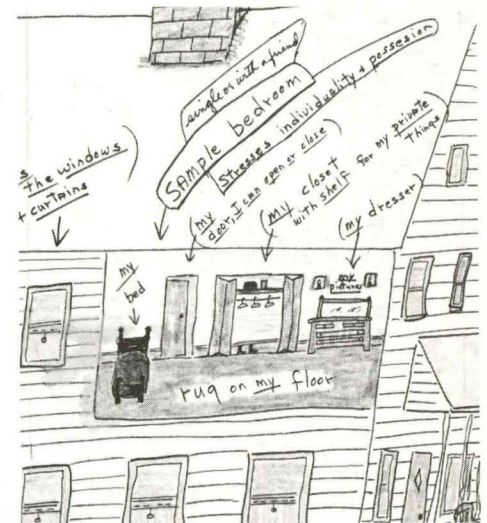 single or with a friend
SAMPLE bedroom
Stresses individuality + possesion
s the windows
+ curtains
(my
door, I can open or close)
(my closet
with shelf for my private
things)
(my dresser)
my
bed
my
pictures
rug on my floor